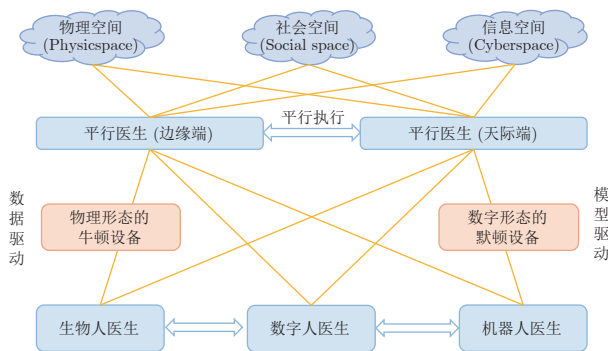 物理空间
(Physicspace)
社会空间
(Social space)
信息空间
(Cyberspace)
平行医生 (边缘端)
平行执行
平行医生 (天际端)
数据驱动
物理形态的
牛顿设备
数字形态的
默顿设备
模型驱动
生物人医生
数字人医生
机器人医生